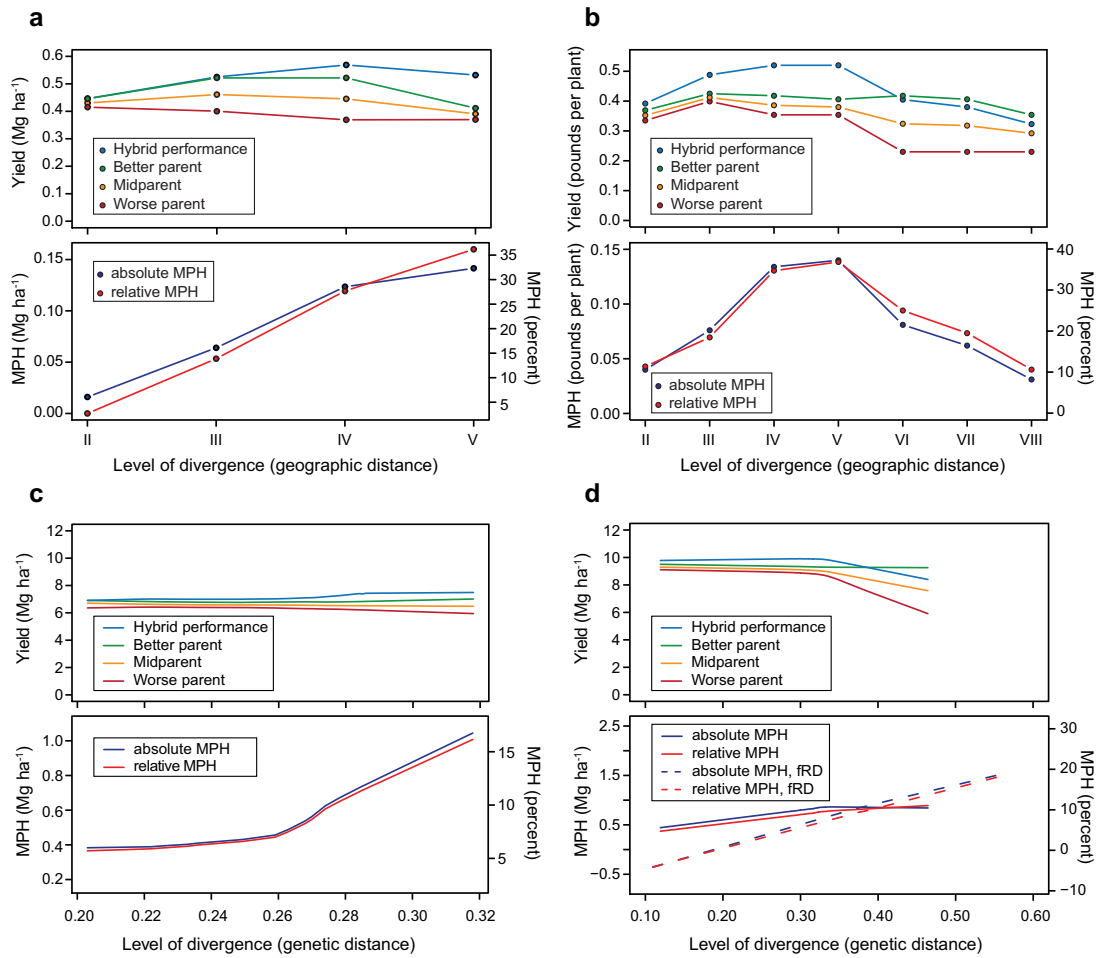 a
Yield (Mg ha⁻¹)
0.6
0.5
0.4
0.3
0.2
0.1
0.0
Hybrid performance
Better parent
Midparent
Worse parent
MPH (Mg ha⁻¹)
0.15
0.10
0.05
0.00
absolute MPH
relative MPH
35
30
25
20
15
10
5
MPH (percent)
II III IV V
Level of divergence (geographic distance)
b
Yield (pounds per plant)
0.5
0.4
0.3
0.2
0.1
0.0
Hybrid performance
Better parent
Midparent
Worse parent
MPH (pounds per plant)
0.15
0.10
0.05
0.00
absolute MPH
relative MPH
40
30
20
10
0
MPH (percent)
II III IV V VI VII VIII
Level of divergence (geographic distance)
c
Yield (Mg ha⁻¹)
12
10
8
6
4
2
0
Hybrid performance
Better parent
Midparent
Worse parent
MPH (Mg ha⁻¹)
1.0
0.8
0.6
0.4
0.2
absolute MPH
relative MPH
15
10
5
MPH (percent)
0.20 0.22 0.24 0.26 0.28 0.30 0.32
Level of divergence (genetic distance)
d
Yield (Mg ha⁻¹)
12
10
8
6
4
2
0
Hybrid performance
Better parent
Midparent
Worse parent
MPH (Mg ha⁻¹)
2.5
1.5
0.5
−0.5
absolute MPH
relative MPH
absolute MPH, fRD
relative MPH, fRD
30
20
10
0
−10
MPH (percent)
0.10 0.20 0.30 0.40 0.50 0.60
Level of divergence (genetic distance)